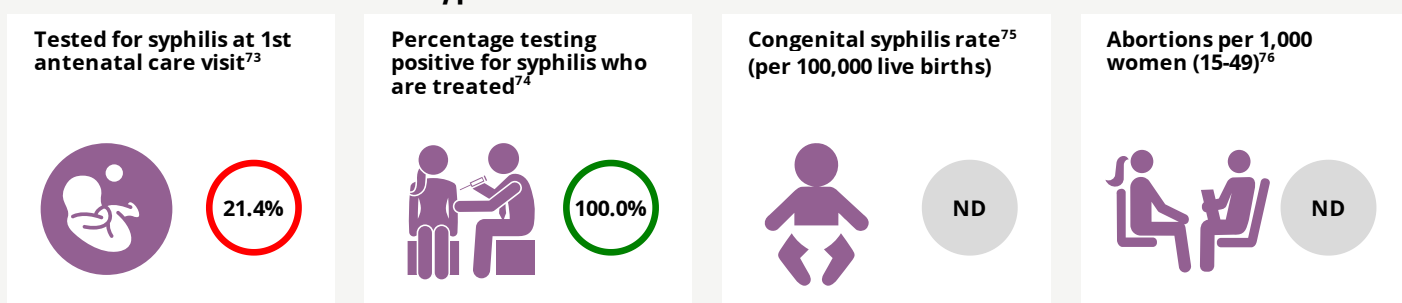 Tested for syphilis at 1st
antenatal care visit73
21.4%
Percentage testing
positive for syphilis who
are treated74
100.0%
Congenital syphilis rate75
(per 100,000 live births)
ND
Abortions per 1,000
women (15-49)76
ND